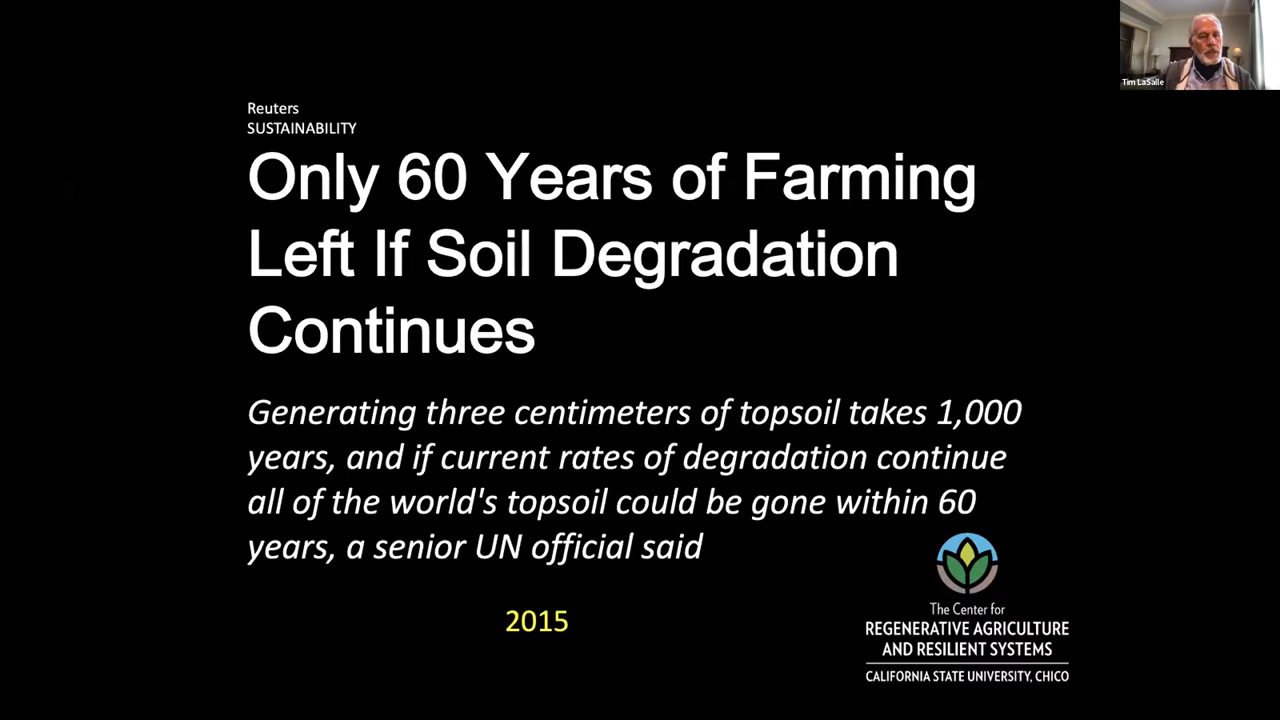 Tim LaSalle
Reuters
SUSTAINABILITY
Only 60 Years of Farming
Left If Soil Degradation
Continues
Generating three centimeters of topsoil takes 1,000
years, and if current rates of degradation continue
all of the world's topsoil could be gone within 60
years, a senior UN official said
2015
The Center for
REGENERATIVE AGRICULTURE
AND RESILIENT SYSTEMS
CALIFORNIA STATE UNIVERSITY, CHICO